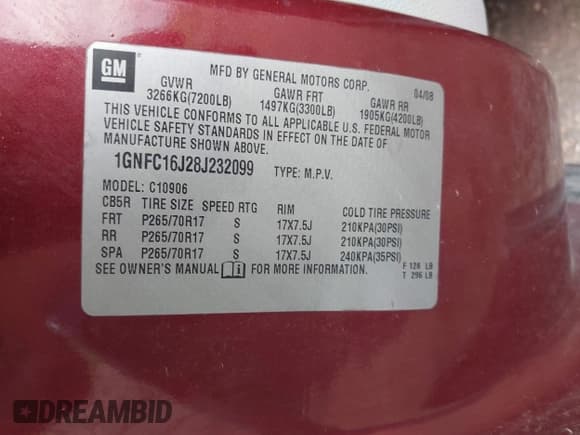 GM
MFD BY GENERAL MOTORS CORP.
04/08
GVWR GAWR FRT GAWR RR
3266KG(7200LB) 1497KG(3300LB) 1905KG(4200LB)
THIS VEHICLE CONFORMS TO ALL APPLICABLE U.S. FEDERAL MOTOR
VEHICLE SAFETY STANDARDS IN EFFECT ON THE DATE OF
MANUFACTURE SHOWN ABOVE.
1GNFC16J28J232099 TYPE: M.P.V.
MODEL: C10906
CB5R TIRE SIZE SPEED RTG RIM COLD TIRE PRESSURE
FRT P265/70R17 S 17X7.5J 210KPA(30PSI)
RR P265/70R17 S 17X7.5J 210KPA(30PSI)
SPA P265/70R17 S 17X7.5J 240KPA(35PSI)
SEE OWNER'S MANUAL FOR MORE INFORMATION.
F 126 LB
T 296 LB
DREAMBID